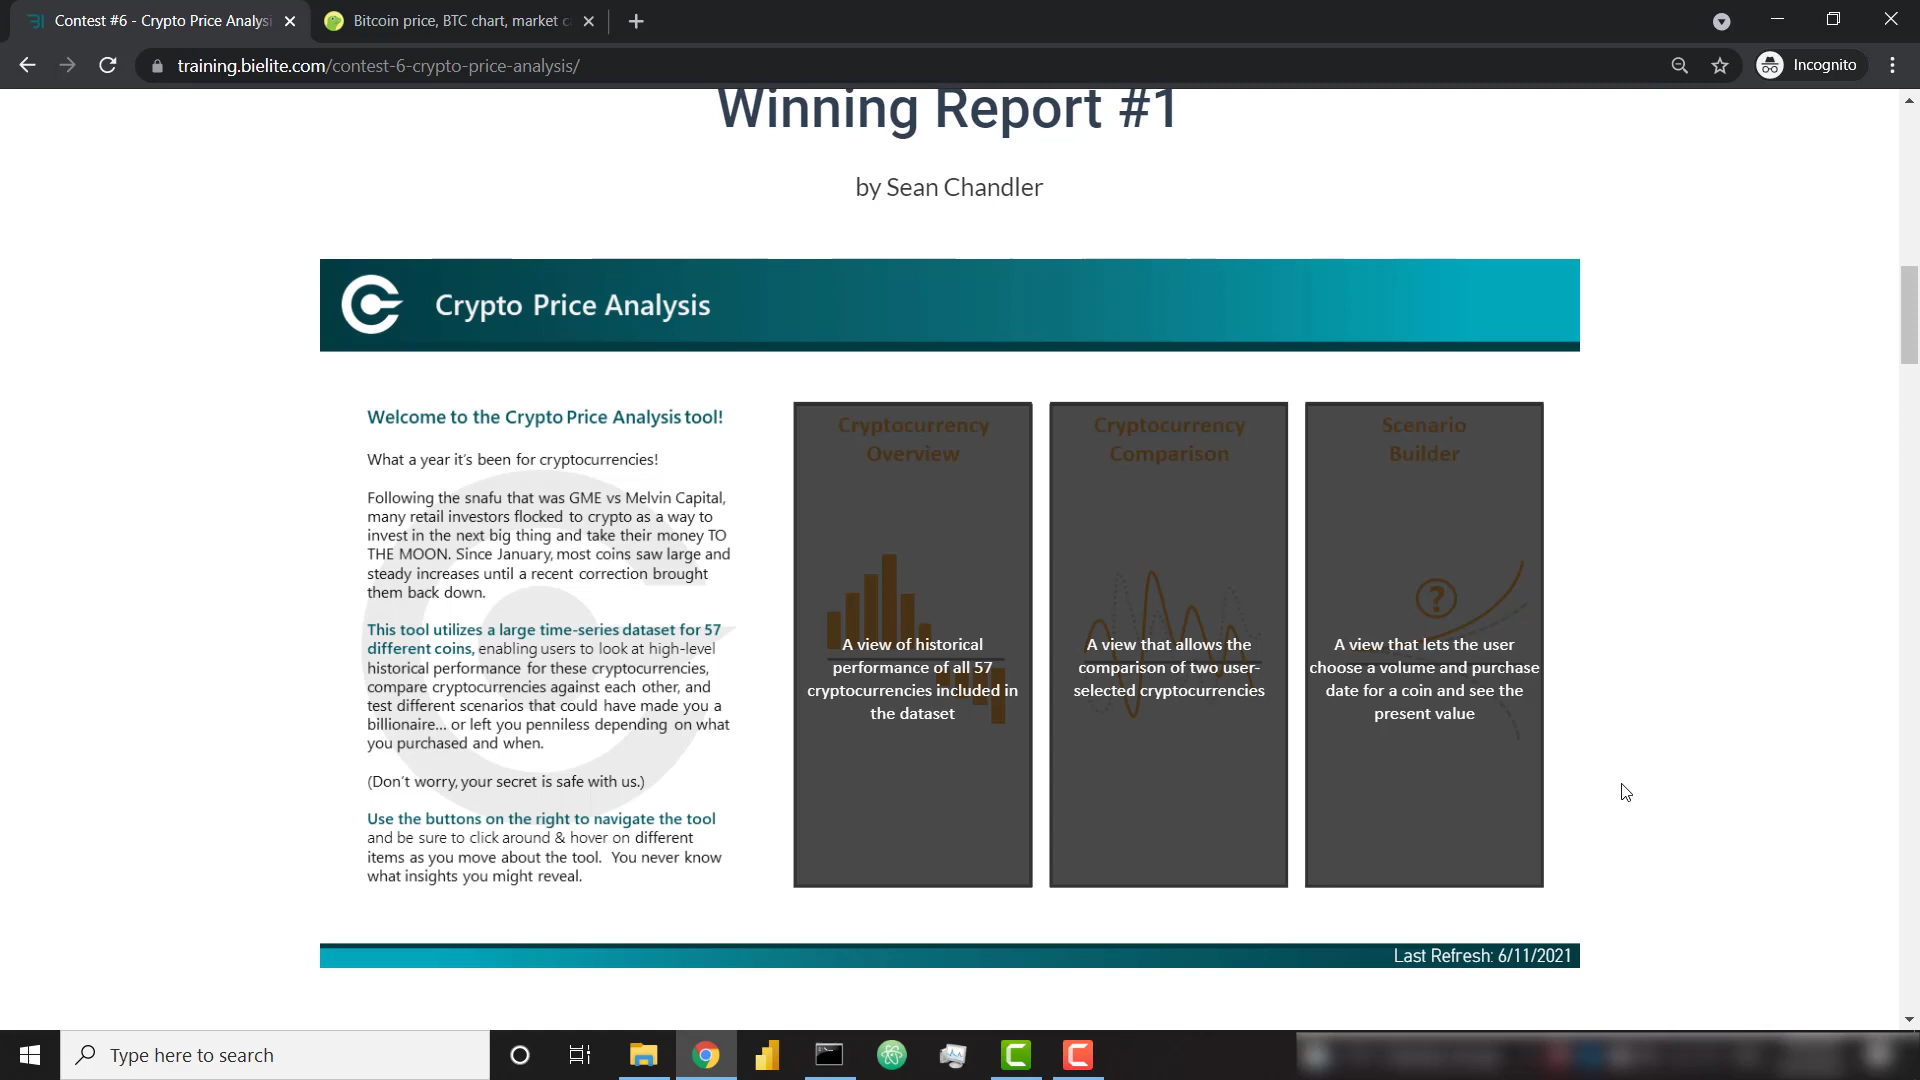 Contest #6 - Crypto Price Analysis
Bitcoin price, BTC chart, market c
training.bielite.com/contest-6-crypto-price-analysis/
Incognito
Winning Report #1
by Sean Chandler
Crypto Price Analysis
Welcome to the Crypto Price Analysis tool!
What a year it's been for cryptocurrencies!
Following the snafu that was GME vs Melvin Capital,
many retail investors flocked to crypto as a way to
invest in the next big thing and take their money TO
THE MOON. Since January, most coins saw large and
steady increases until a recent correction brought
them back down.
This tool utilizes a large time-series dataset for 57
different coins, enabling users to look at high-level
historical performance for these cryptocurrencies,
compare cryptocurrencies against each other, and
test different scenarios that could have made you a
billionaire... or left you penniless depending on what
you purchased and when.
(Don't worry, your secret is safe with us.)
Use the buttons on the right to navigate the tool
and be sure to click around & hover on different
items as you move about the tool. You never know
what insights you might reveal.
Cryptocurrency
Overview
A view of historical
performance of all 57
cryptocurrencies included in
the dataset
Cryptocurrency
Comparison
A view that allows the
comparison of two user-
selected cryptocurrencies
Scenario
Builder
?
A view that lets the user
choose a volume and purchase
date for a coin and see the
present value
Last Refresh: 6/11/2021
Type here to search